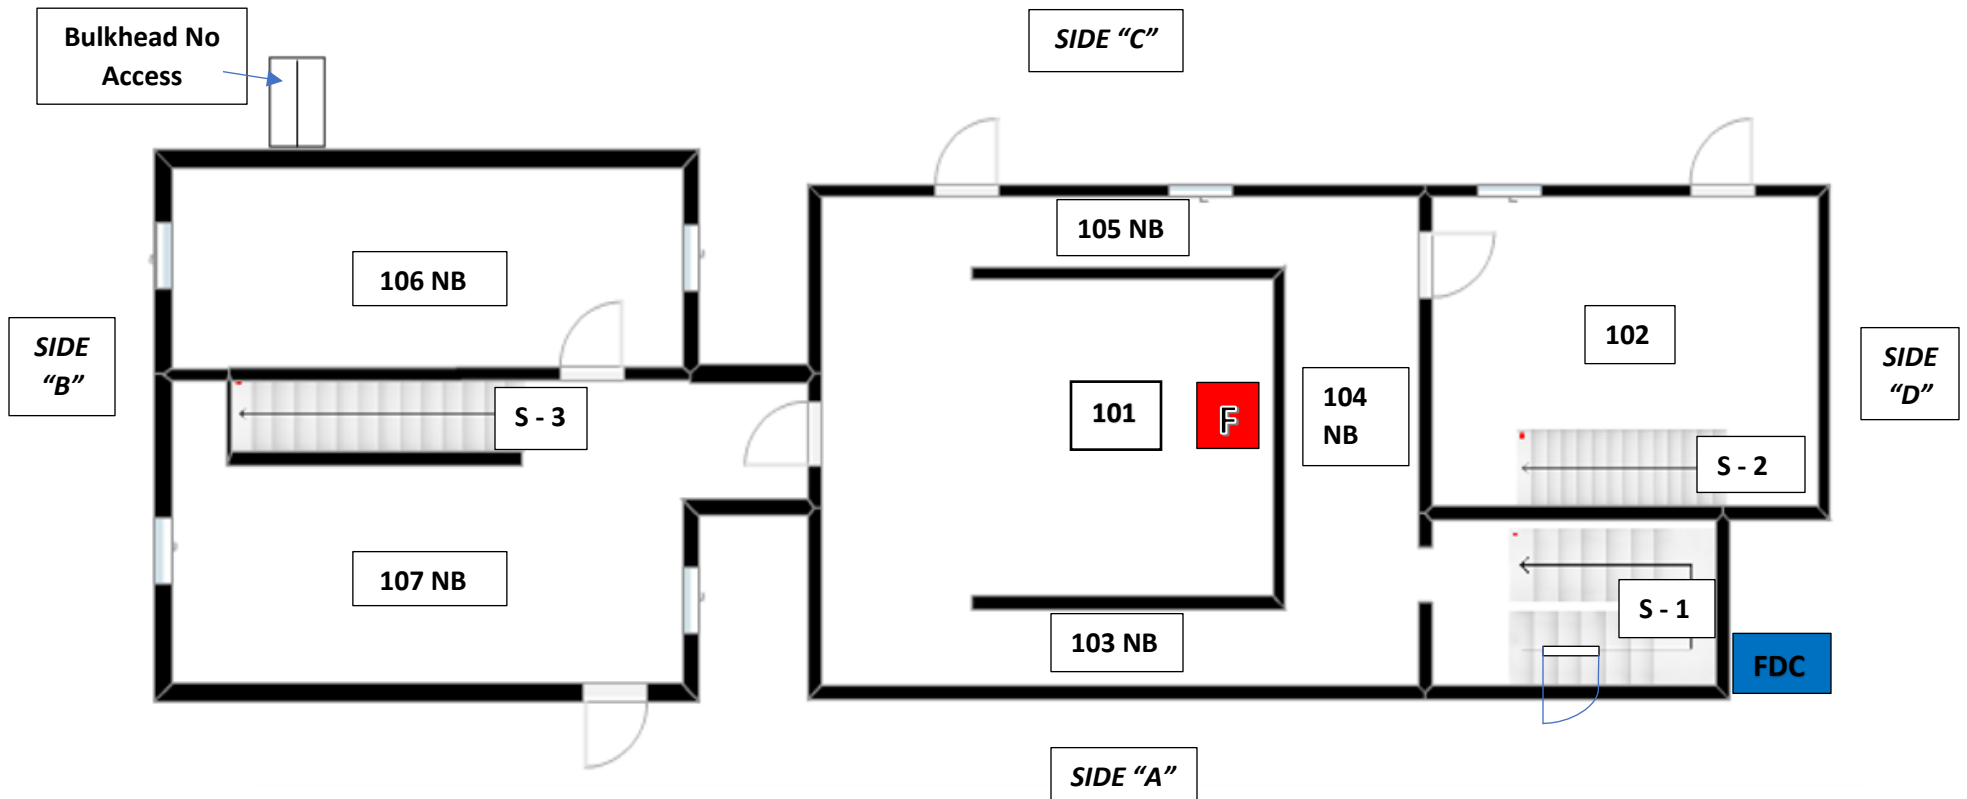 Bulkhead No
Access
SIDE “C”
105 NB
106 NB
102
SIDE
“B”
SIDE
“D”
S - 3
101
F
104
NB
S - 2
107 NB
S - 1
103 NB
FDC
SIDE “A”